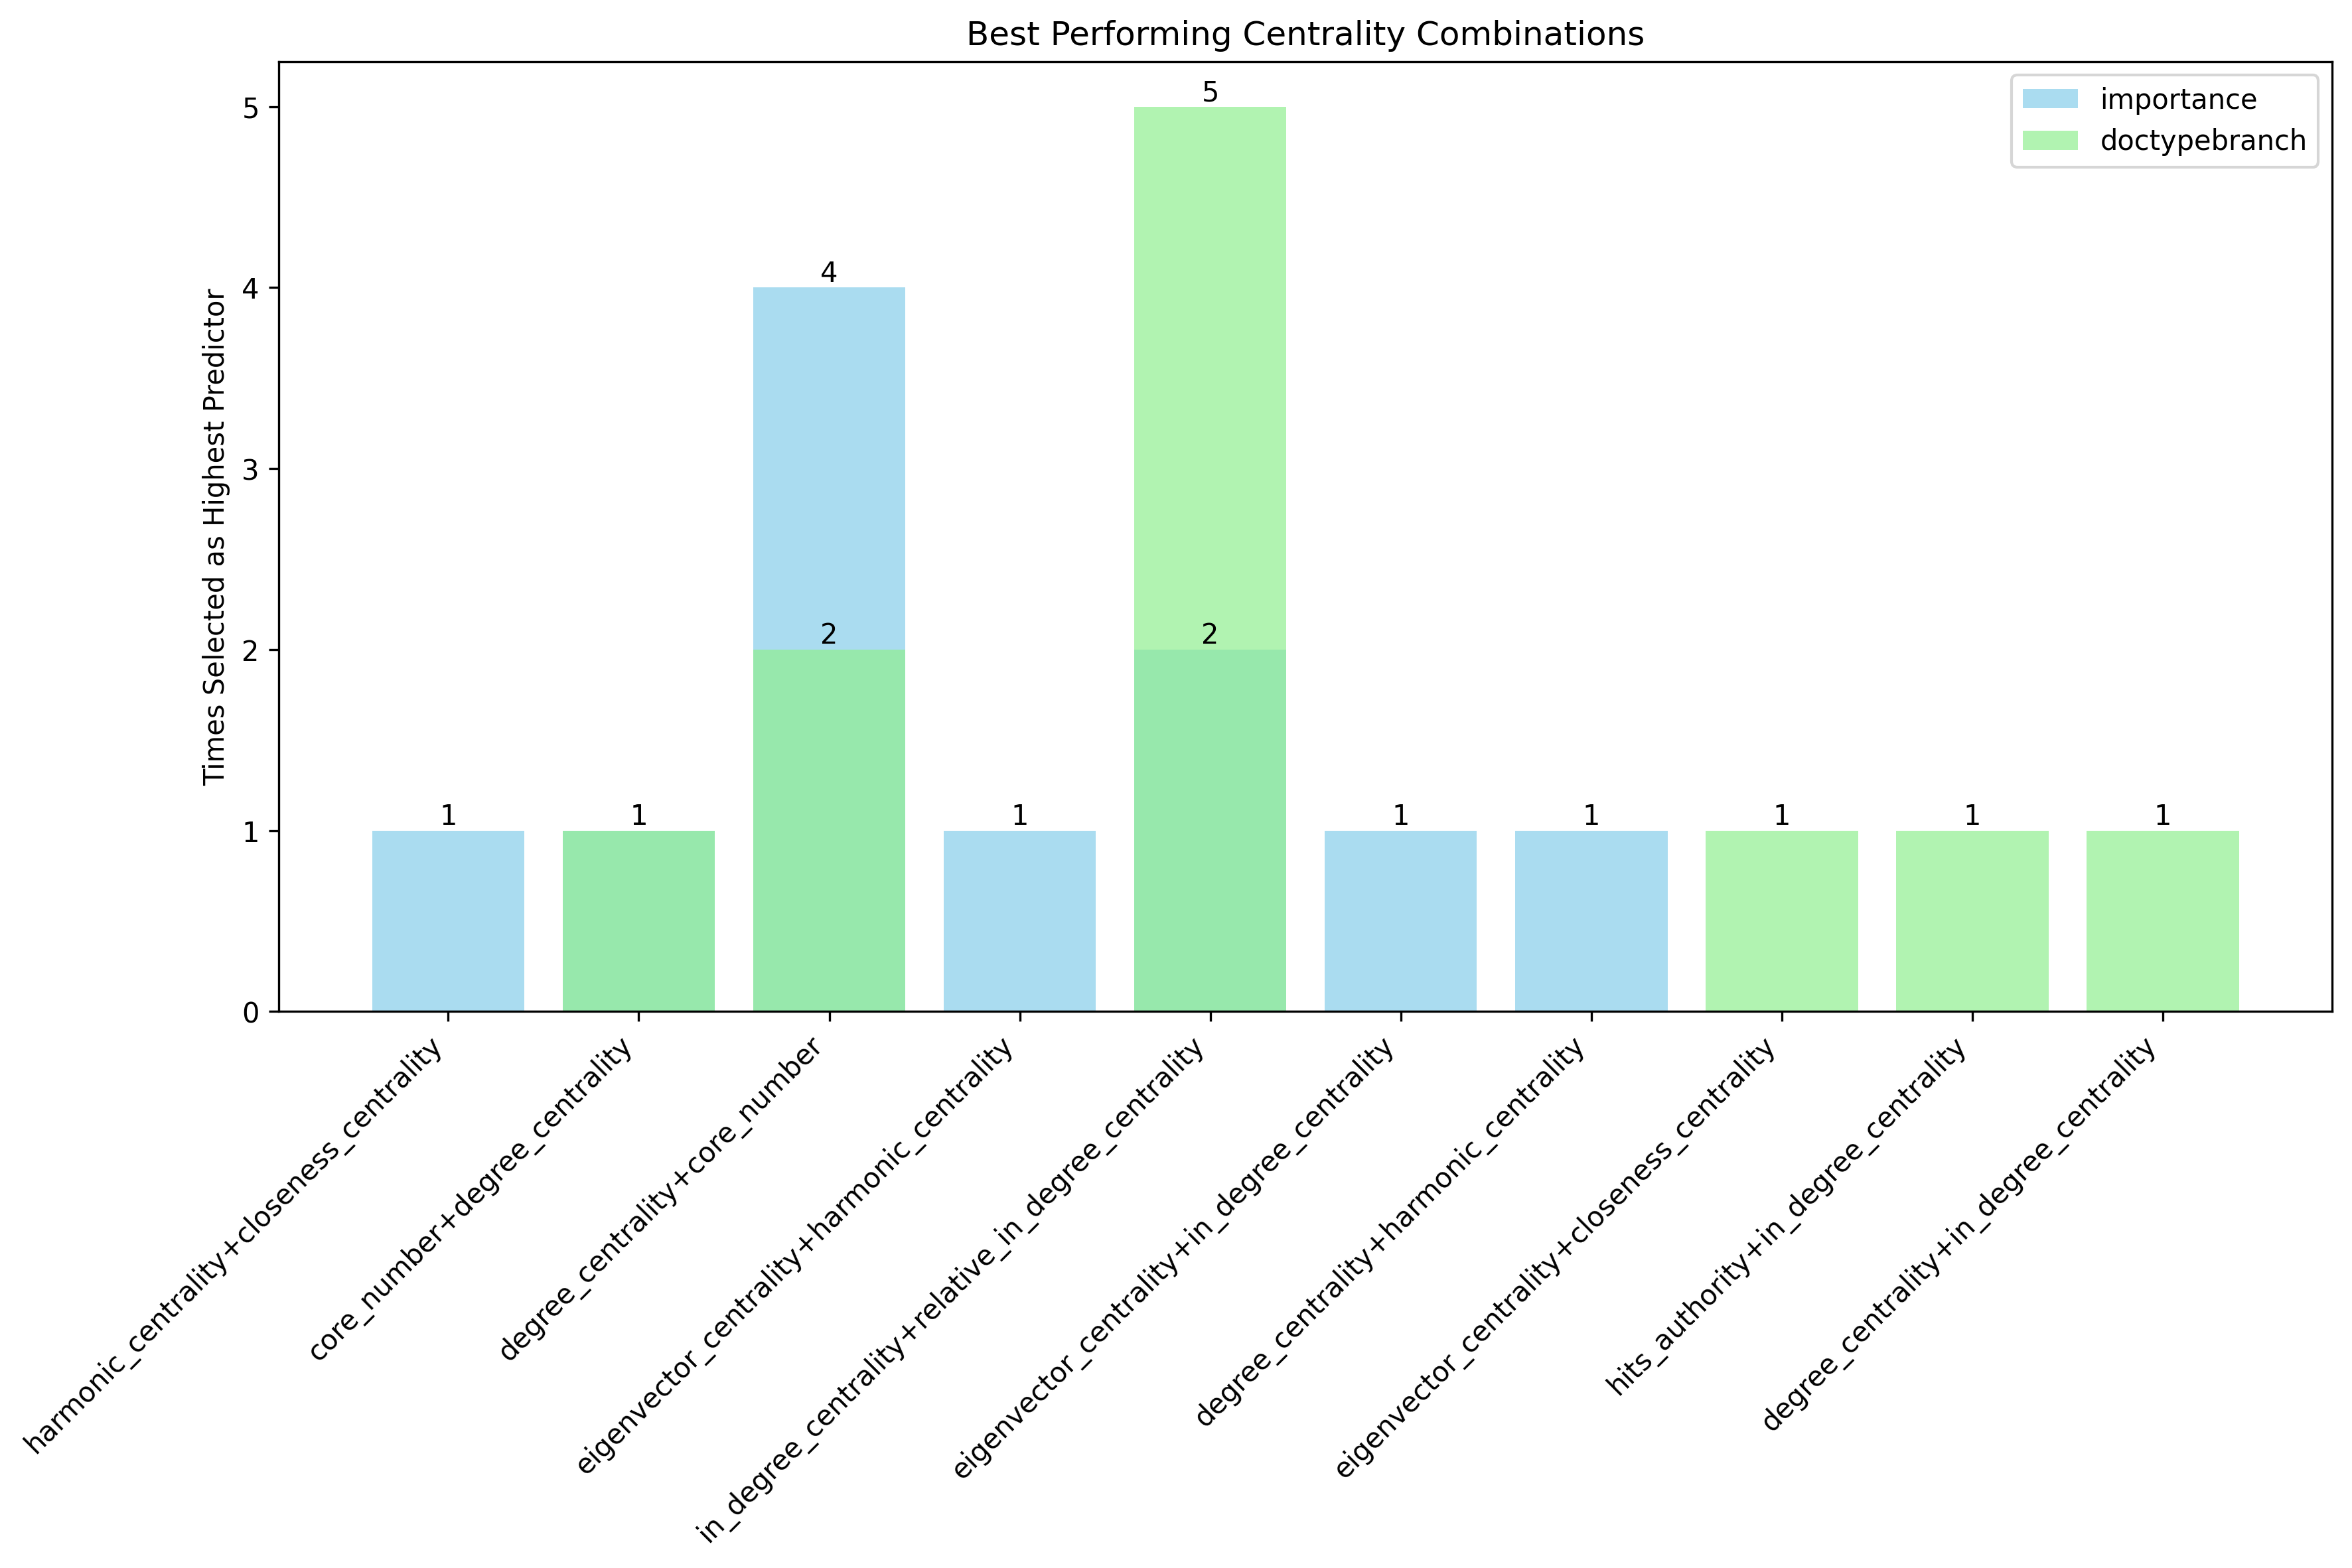 Best Performing Centrality Combinations
importance
doctypebranch
Times Selected as Highest Predictor
5
4
3
2
1
0
1
1
4
2
1
5
2
1
1
1
1
1
harmonic_centrality+closeness_centrality
core_number+degree_centrality
degree_centrality+core_number
eigenvector_centrality+harmonic_centrality
in_degree_centrality+relative_in_degree_centrality
eigenvector_centrality+in_degree_centrality
degree_centrality+harmonic_centrality
eigenvector_centrality+closeness_centrality
hits_authority+in_degree_centrality
degree_centrality+in_degree_centrality